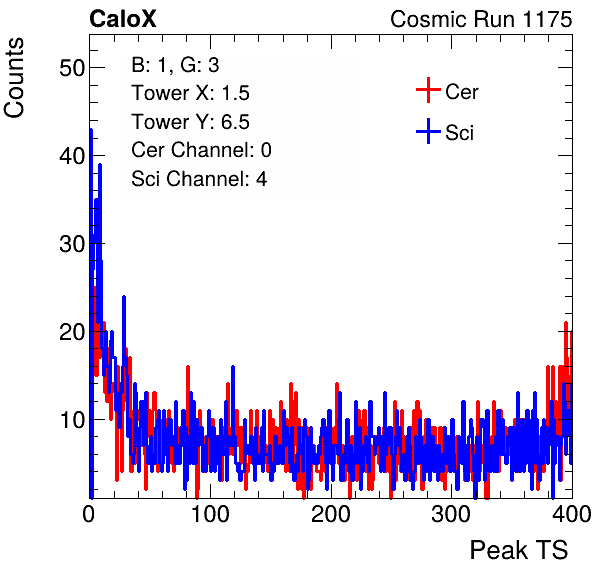 CaloX
Cosmic Run 1175
Counts
B: 1, G: 3
Tower X: 1.5
Tower Y: 6.5
Cer Channel: 0
Sci Channel: 4
Cer
Sci
50
40
30
20
10
0
100
200
300
400
Peak TS